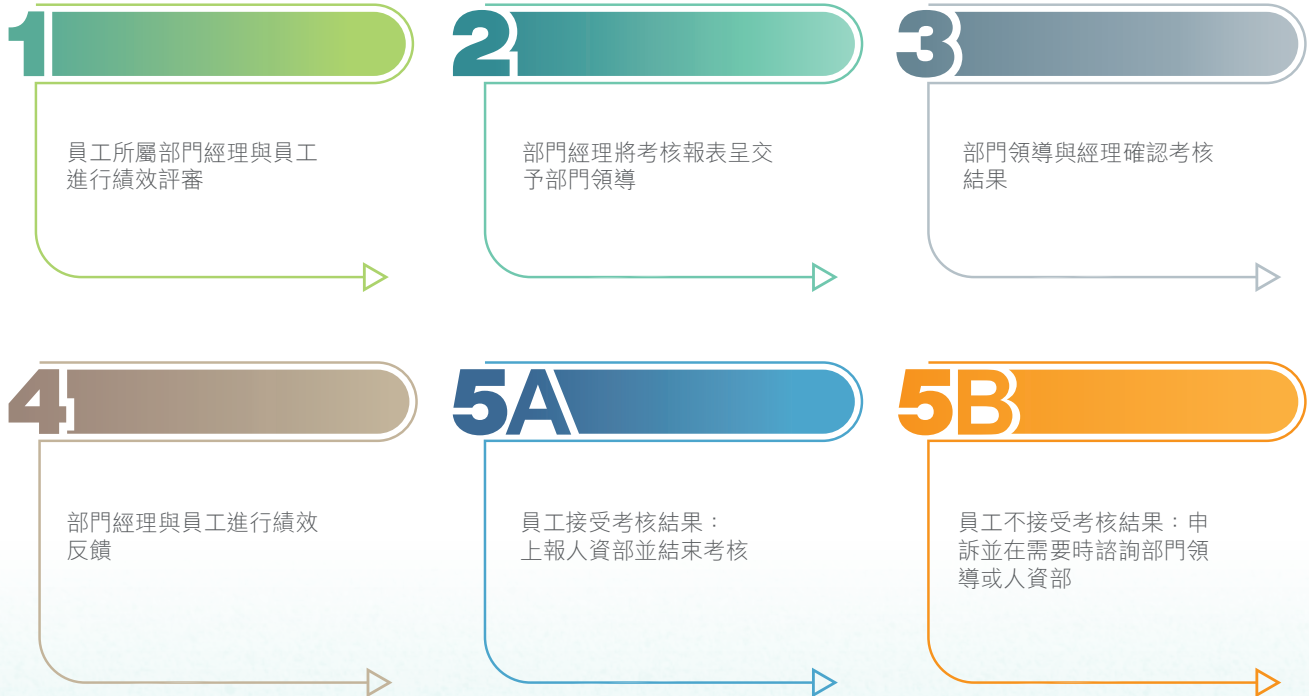 1
員工所屬部門經理與員工
進行績效評審
2
部門經理將考核報表呈交
予部門領導
3
部門領導與經理確認考核
結果
4
部門經理與員工進行績效
反饋
5A
員工接受考核結果：
上報人資部並結束考核
5B
員工不接受考核結果：申
訴並在需要時諮詢部門領
導或人資部